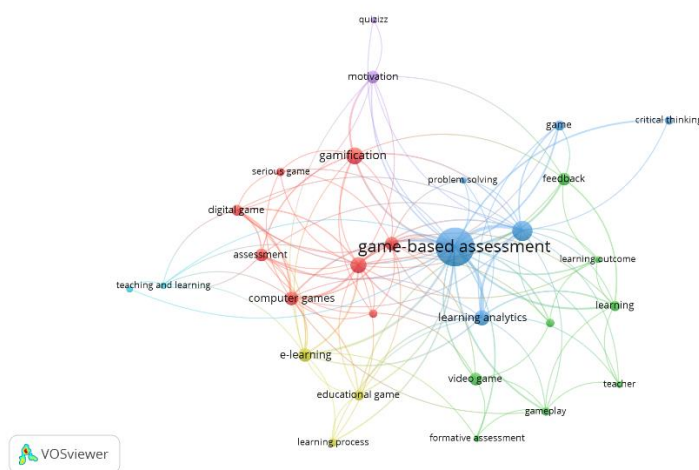 quizizz
motivation
game
critical thinking
gamification
serious game
problem solving
feedback
digital game
game-based assessment
assessment
learning outcome
teaching and learning
computer games
learning
learning analytics
e-learning
video game
teacher
educational game
gameplay
learning process
formative assessment
VOSviewer